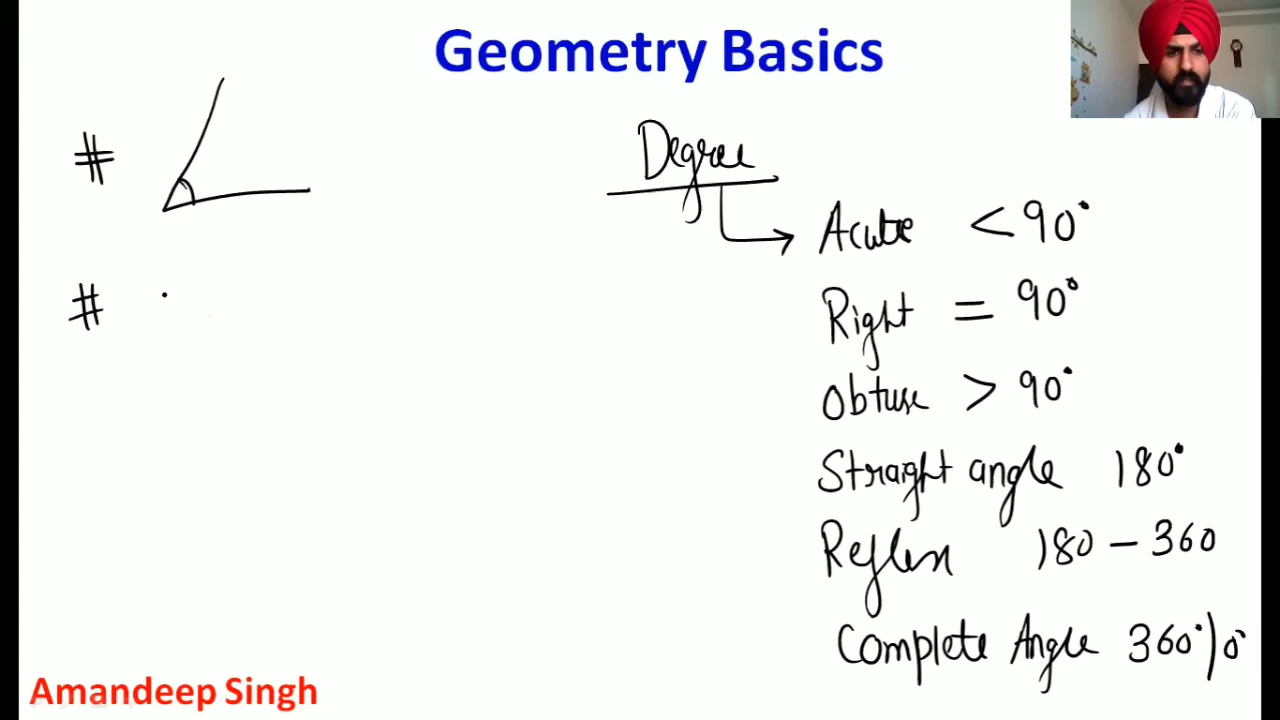 Geometry Basics
#
Degree
Acute < 90°
#
Right = 90°
Obtuse > 90°
Straight angle 180°
Reflex 180 - 360
Complete Angle 360°/0°
Amandeep Singh